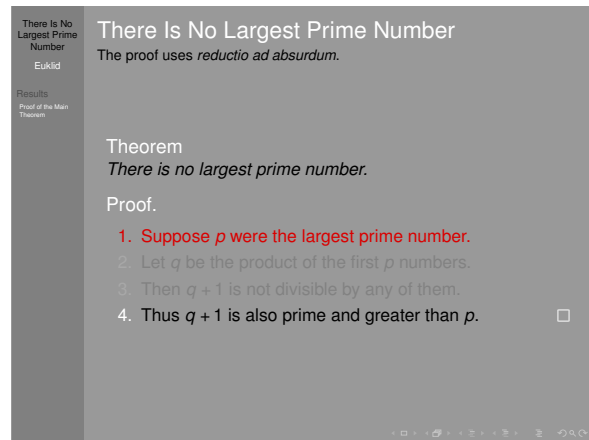 There Is No
Largest Prime
Number
Euklid
Results
Proof of the Main
Theorem
There Is No Largest Prime Number
The proof uses reductio ad absurdum.
Theorem
There is no largest prime number.
Proof.
1. Suppose p were the largest prime number.
2. Let q be the product of the first p numbers.
3. Then q + 1 is not divisible by any of them.
4. Thus q + 1 is also prime and greater than p.